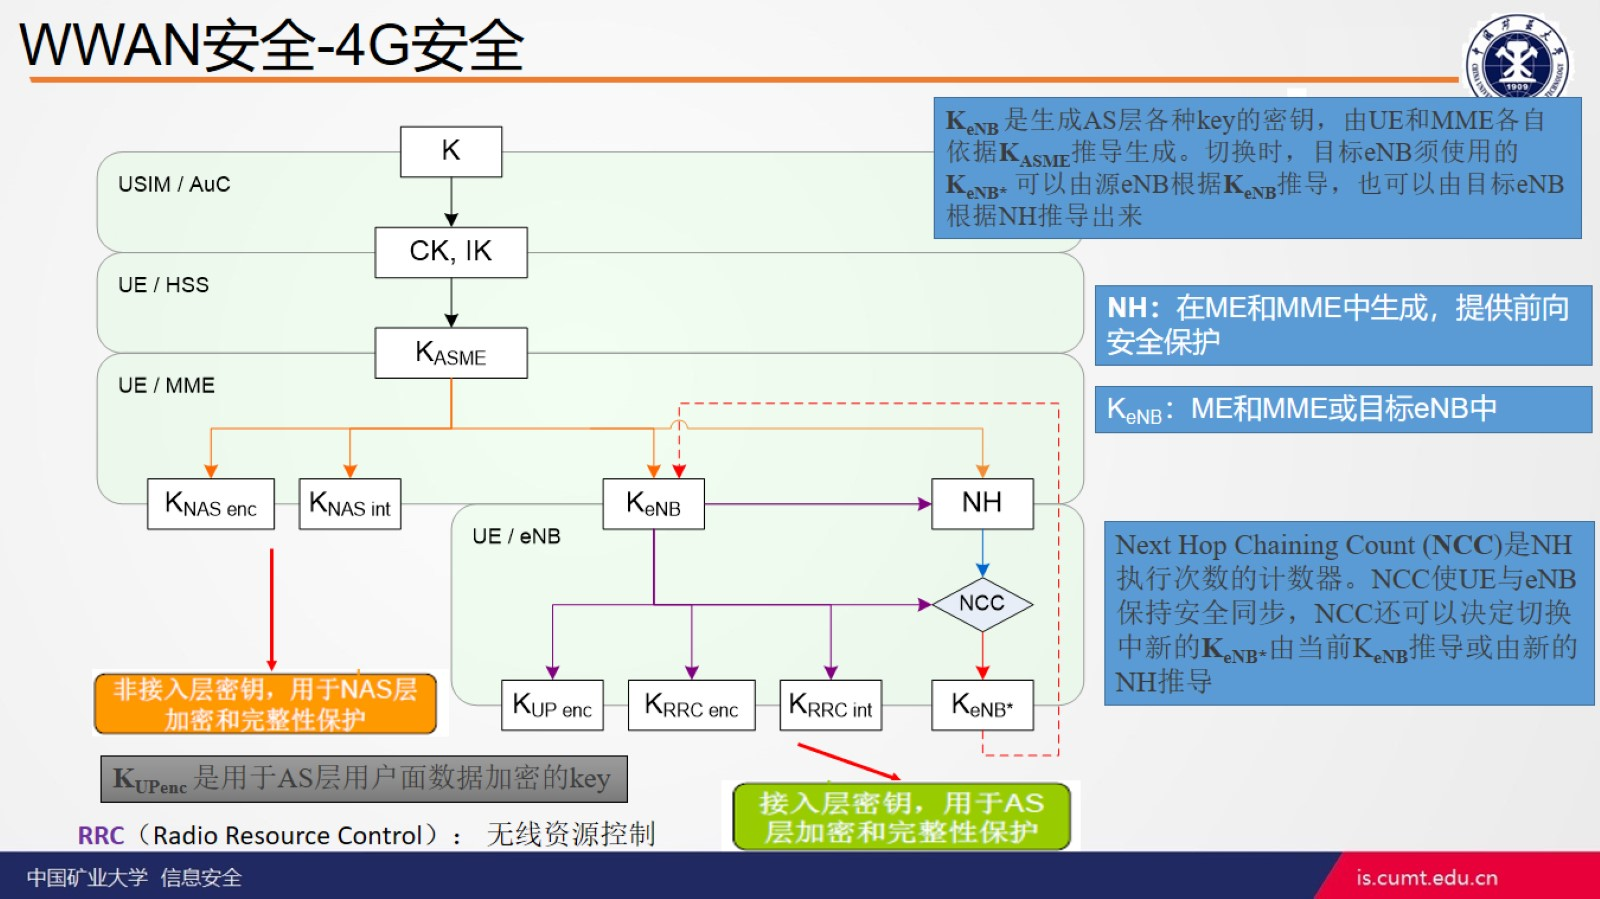 WWAN安全-4G安全
K
USIM / AuC
CK, IK
UE / HSS
KASME
UE / MME
KNAS enc
KNAS int
KeNB
NH
UE / eNB
NCC
KUP enc
KRRC enc
KRRC int
KeNB*
KeNB 是生成AS层各种key的密钥，由UE和MME各自
依据KASME推导生成。切换时，目标eNB须使用的
KeNB* 可以由源eNB根据KeNB推导，也可以由目标eNB
根据NH推导出来
NH：在ME和MME中生成，提供前向
安全保护
KeNB：ME和MME或目标eNB中
Next Hop Chaining Count (NCC)是NH
执行次数的计数器。NCC使UE与eNB
保持安全同步，NCC还可以决定切换
中新的KeNB*由当前KeNB推导或由新的
NH推导
非接入层密钥，用于NAS层
加密和完整性保护
KUPenc 是用于AS层用户面数据加密的key
接入层密钥，用于AS
层加密和完整性保护
RRC（Radio Resource Control）： 无线资源控制
中国矿业大学 信息安全
is.cumt.edu.cn
1909